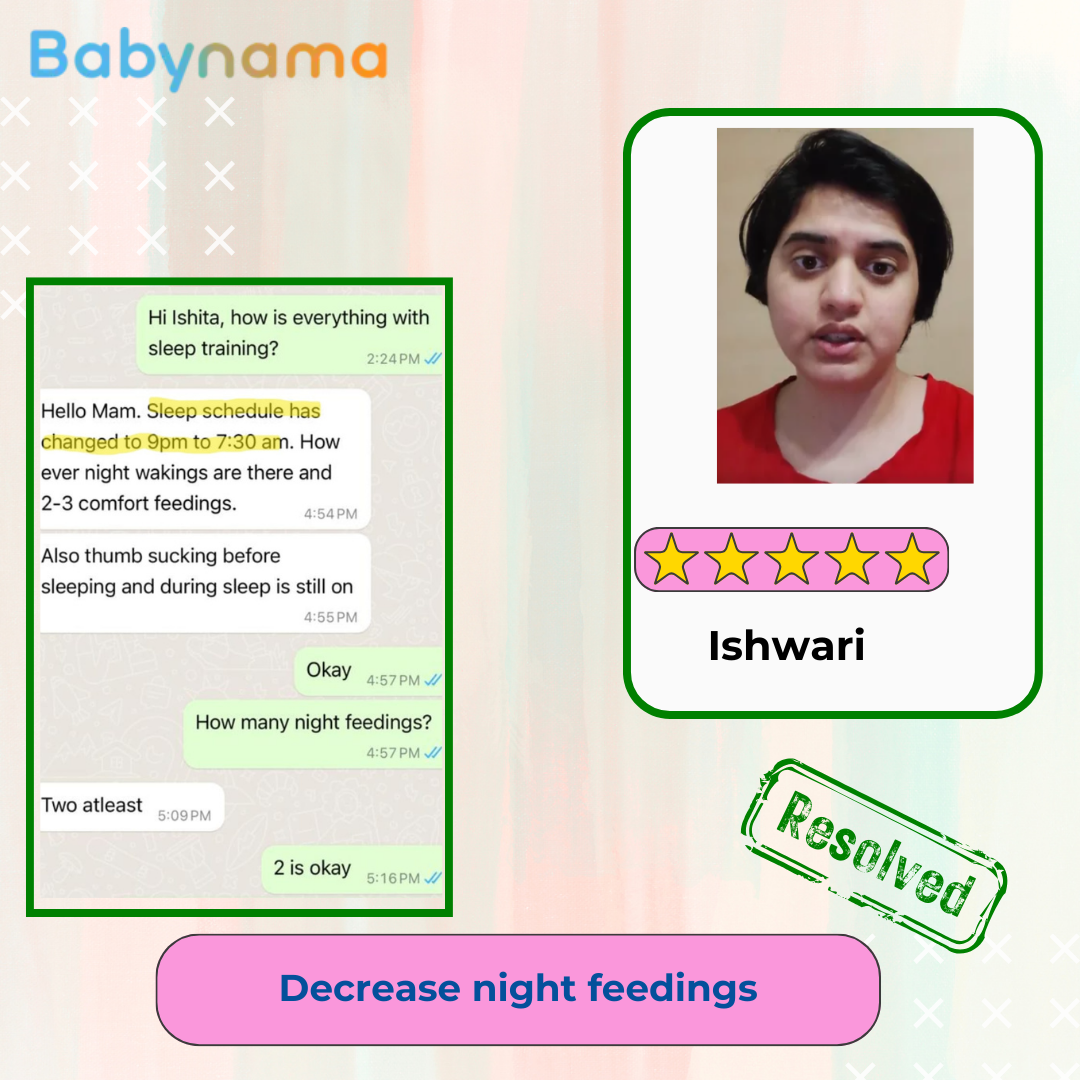 Babynama
Hi Ishita, how is everything with
sleep training?
2:24 PM
Hello Mam. Sleep schedule has
changed to 9pm to 7:30 am. How
ever night wakings are there and
2-3 comfort feedings.
4:54 PM
Also thumb sucking before
sleeping and during sleep is still on
4:55 PM
Okay 4:57 PM
How many night feedings?
4:57 PM
Two atleast 5:09 PM
2 is okay 5:16 PM
Ishwari
Resolved
Decrease night feedings